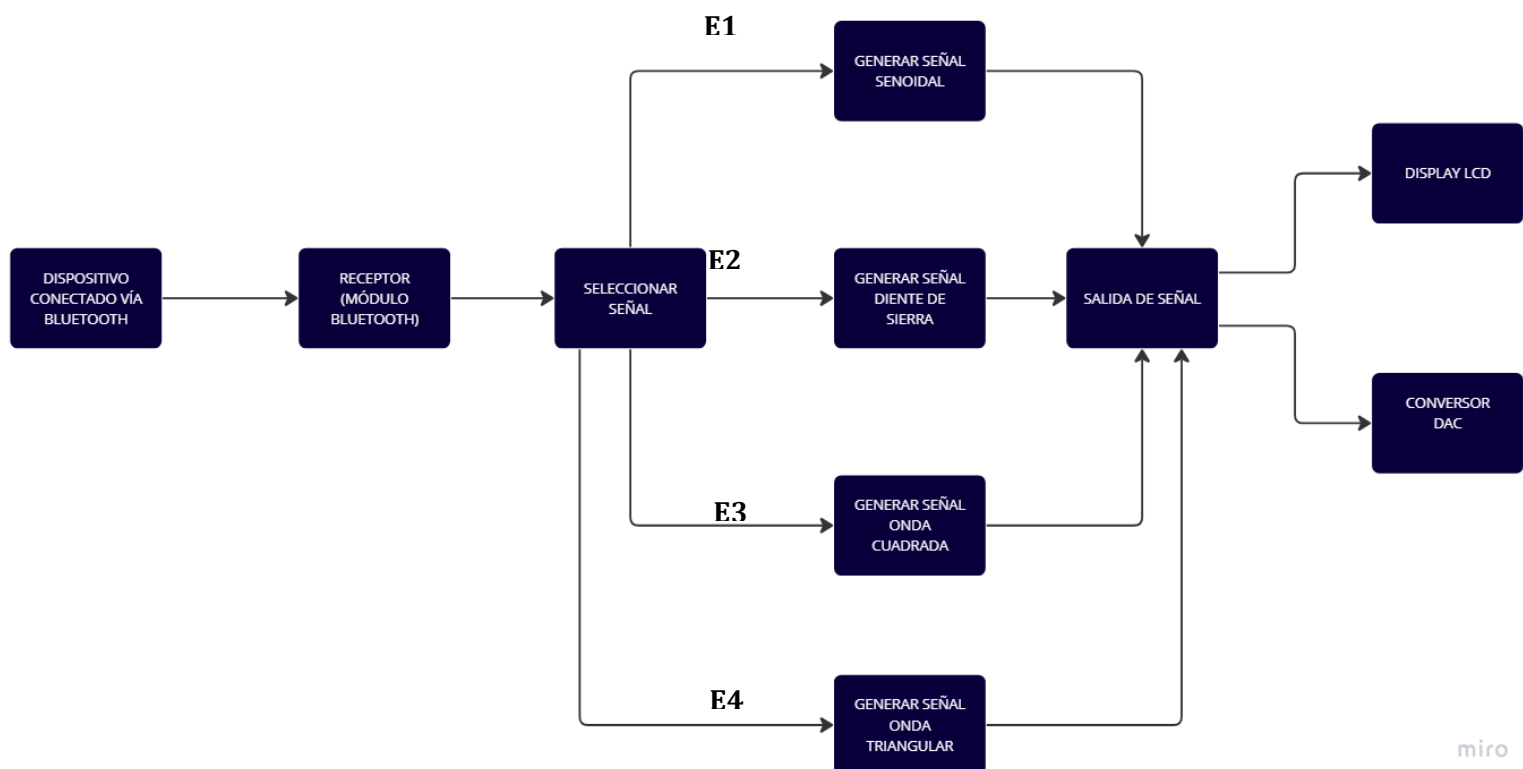 E1
GENERAR SEÑAL
SENOIDAL
DISPLAY LCD
DISPOSITIVO
CONECTADO VÍA
BLUETOOTH
RECEPTOR
(MÓDULO
BLUETOOTH)
SELECCIONAR
SEÑAL
E2
GENERAR SEÑAL
DIENTE DE
SIERRA
SALIDA DE SEÑAL
CONVERSOR
DAC
E3
GENERAR SEÑAL
ONDA
CUADRADA
E4
GENERAR SEÑAL
ONDA
TRIANGULAR
miro